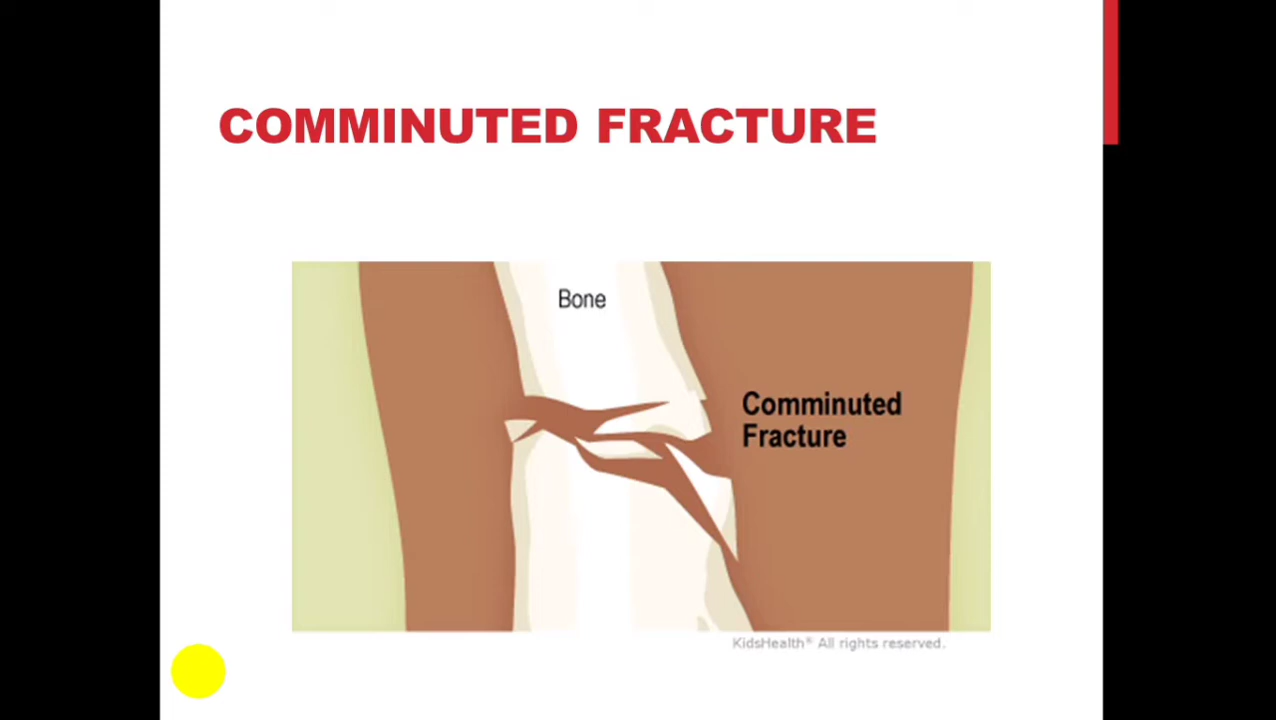 COMMINUTED FRACTURE
Bone
Comminuted
Fracture
KidsHealth® All rights reserved.